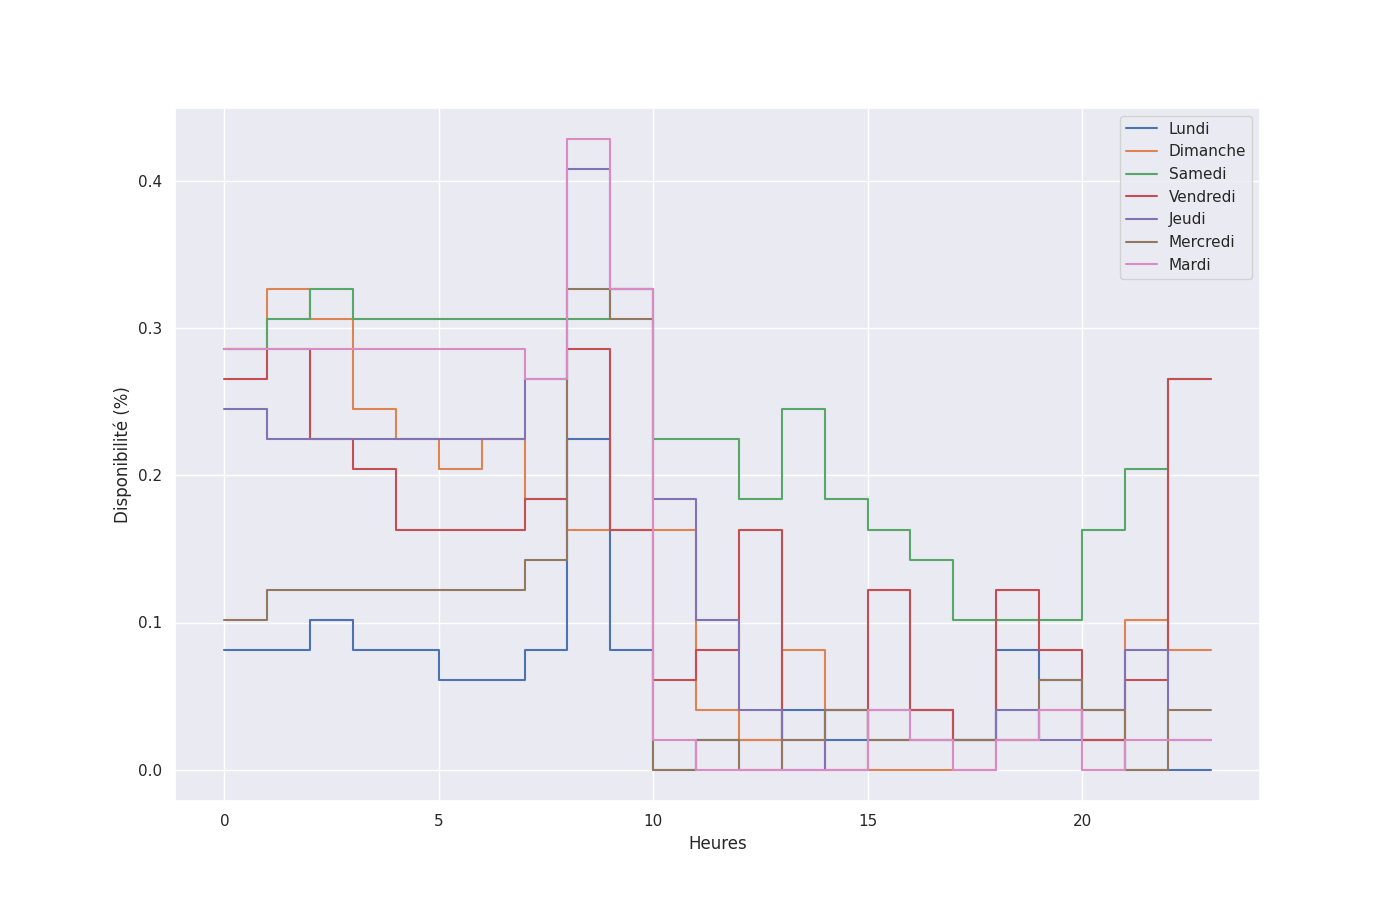 Lundi
Dimanche
Samedi
Vendredi
Jeudi
Mercredi
Mardi
0.4
0.3
0.2
0.1
0.0
Disponibilité (%)
0 5 10 15 20
Heures